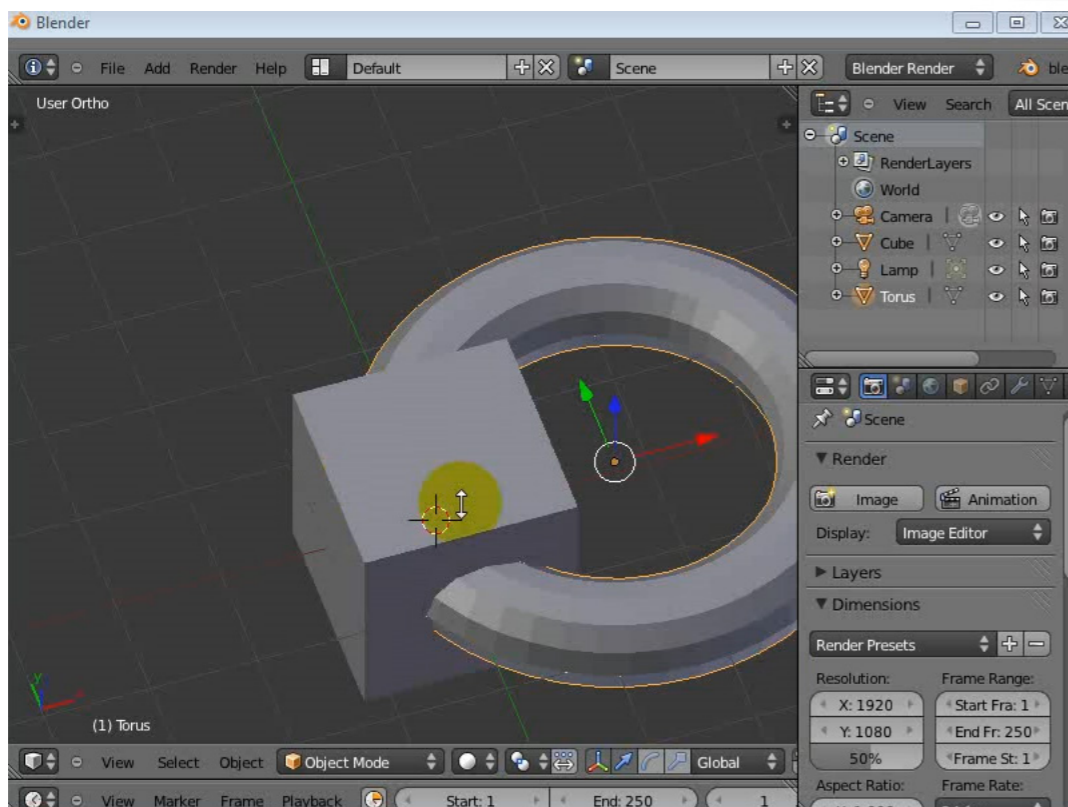 Blender
File Add Render Help Default Scene Blender Render
User Ortho
View Search All Scen
Scene
RenderLayers
World
Camera
Cube
Lamp
Torus
Scene
Render
Image Animation
Display: Image Editor
Layers
Dimensions
Render Presets
Resolution: Frame Range:
X: 1920 Start Fra: 1
Y: 1080 End Fr: 250
50% Frame St: 1
Aspect Ratio: Frame Rate:
(1) Torus
View Select Object Object Mode Global
View Marker Frame Playback Start: 1 End: 250 1